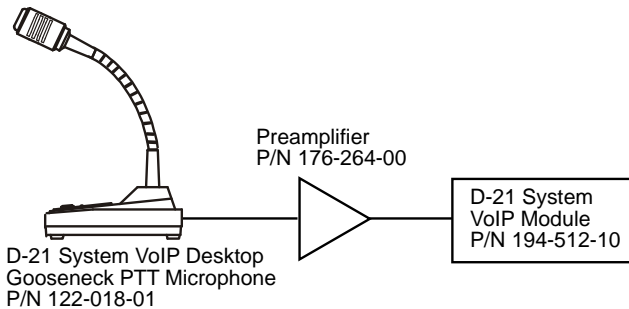 Preamplifier
P/N 176-264-00
D-21 System
VoIP Module
P/N 194-512-10
D-21 System VoIP Desktop
Gooseneck PTT Microphone
P/N 122-018-01